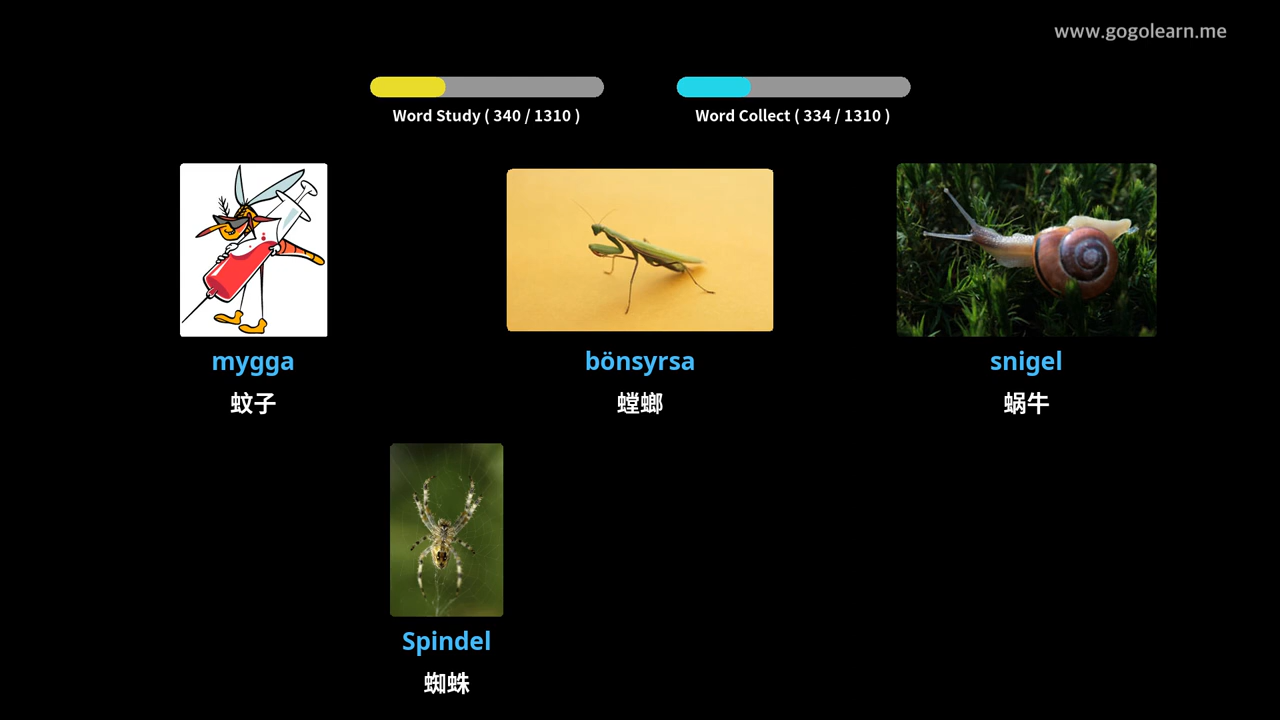 www.gogolearn.me
Word Study ( 340 / 1310 )
Word Collect ( 334 / 1310 )
mygga
bönsyrsa
snigel
蚊子
螳螂
蜗牛
Spindel
蜘蛛